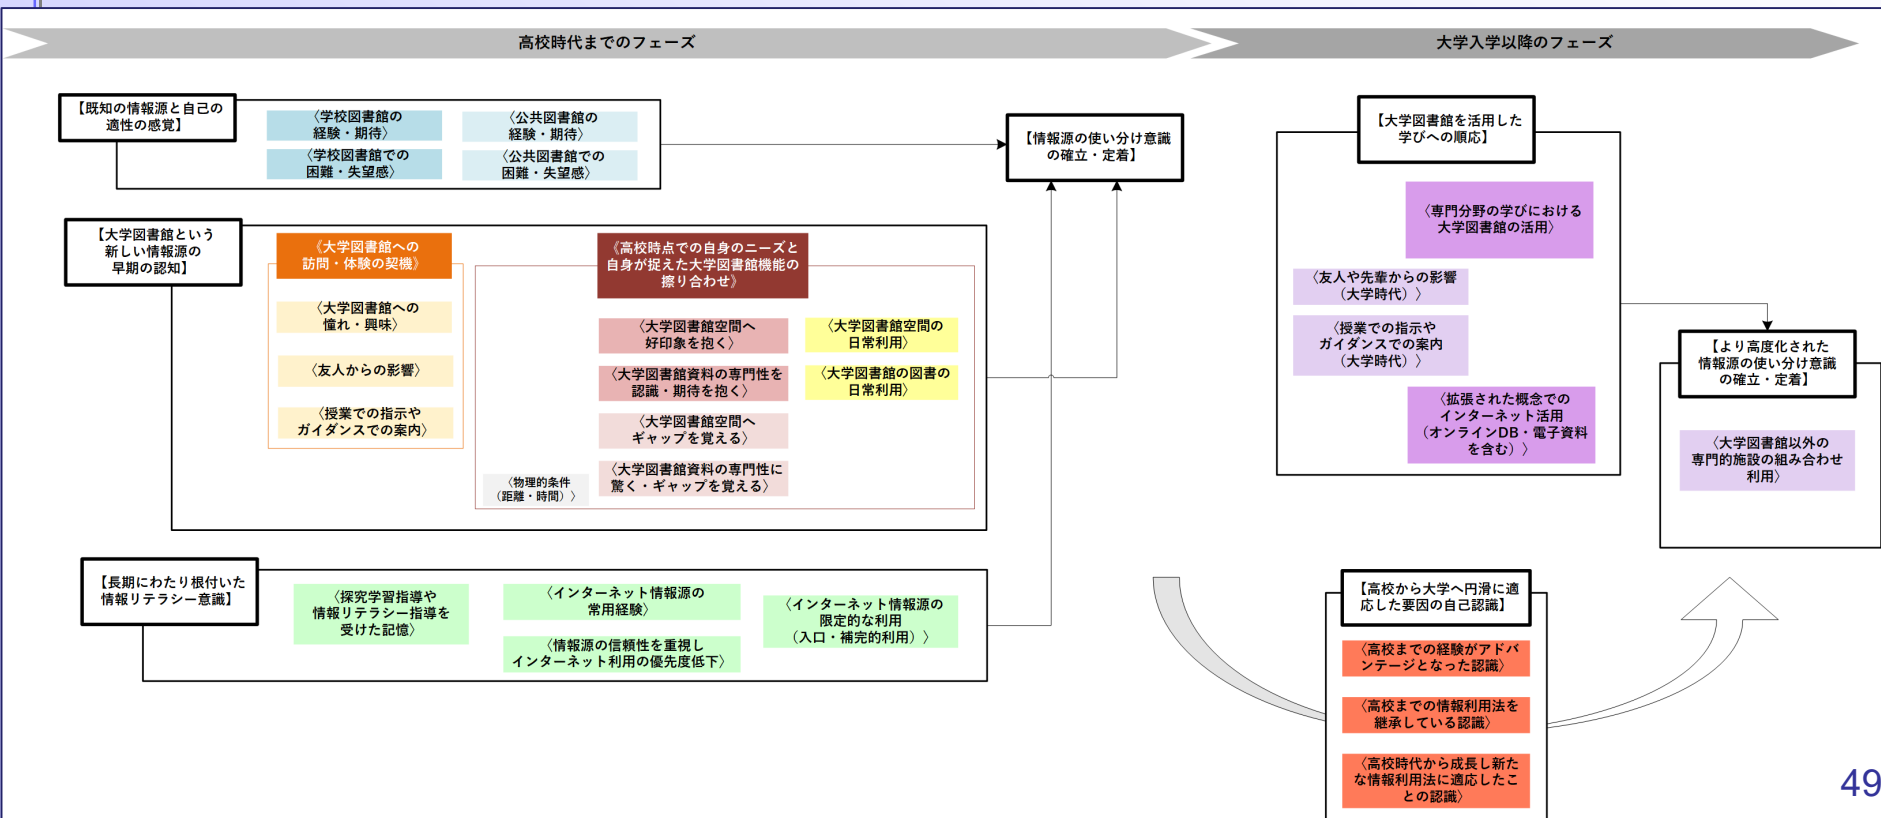 高校時代までのフェーズ
大学入学以降のフェーズ
【既知の情報源と自己の
適性の感覚】
〈学校図書館の
経験・期待〉
〈公共図書館の
経験・期待〉
〈学校図書館での
困難・失望感〉
〈公共図書館での
困難・失望感〉
【情報源の使い分け意識
の確立・定着】
【大学図書館という
新しい情報源の
早期の認知】
《大学図書館への
訪問・体験の契機》
〈大学図書館への
憧れ・興味〉
〈友人からの影響〉
〈授業での指示や
ガイダンスでの案内〉
《高校時点での自身のニーズと
自身が捉えた大学図書館機能の
擦り合わせ》
〈大学図書館空間へ
好印象を抱く〉
〈大学図書館空間の
日常利用〉
〈大学図書館資料の専門性を
認識・期待を抱く〉
〈大学図書館の図書の
日常利用〉
〈大学図書館空間へ
ギャップを覚える〉
〈大学図書館資料の専門性に
驚く・ギャップを覚える〉
〈物理的条件
（距離・時間）〉
【長期にわたり根付いた
情報リテラシー意識】
〈探究学習指導や
情報リテラシー指導を
受けた記憶〉
〈インターネット情報源の
常用経験〉
〈情報源の信頼性を重視し
インターネット利用の優先度低下〉
〈インターネット情報源の
限定的な利用
（入口・補完的利用）〉
【大学図書館を活用した
学びへの順応】
〈専門分野の学びにおける
大学図書館の活用〉
〈友人や先輩からの影響
（大学時代）〉
〈授業での指示や
ガイダンスでの案内
（大学時代）〉
〈拡張された概念での
インターネット活用
（オンラインDB・電子資料
を含む）〉
【より高度化された
情報源の使い分け意識
の確立・定着】
〈大学図書館以外の
専門的施設の組み合わせ
利用〉
【高校から大学へ円滑に適
応した要因の自己認識】
〈高校までの経験がアドバ
ンテージとなった認識〉
〈高校までの情報利用法を
継承している認識〉
〈高校時代から成長し新た
な情報利用法に適応したこ
との認識〉
49